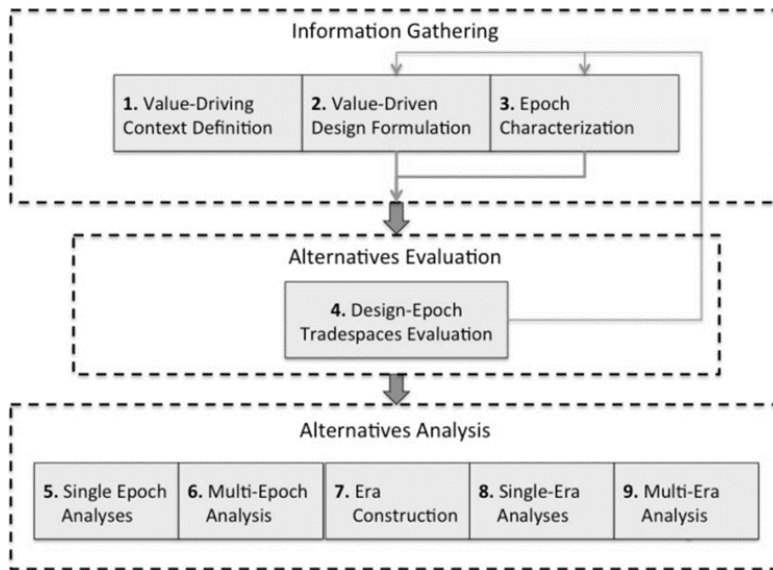 Information Gathering
1. Value-Driving
Context Definition
2. Value-Driven
Design Formulation
3. Epoch
Characterization
Alternatives Evaluation
4. Design-Epoch
Tradespaces Evaluation
Alternatives Analysis
5. Single Epoch
Analyses
6. Multi-Epoch
Analysis
7. Era
Construction
8. Single-Era
Analyses
9. Multi-Era
Analysis